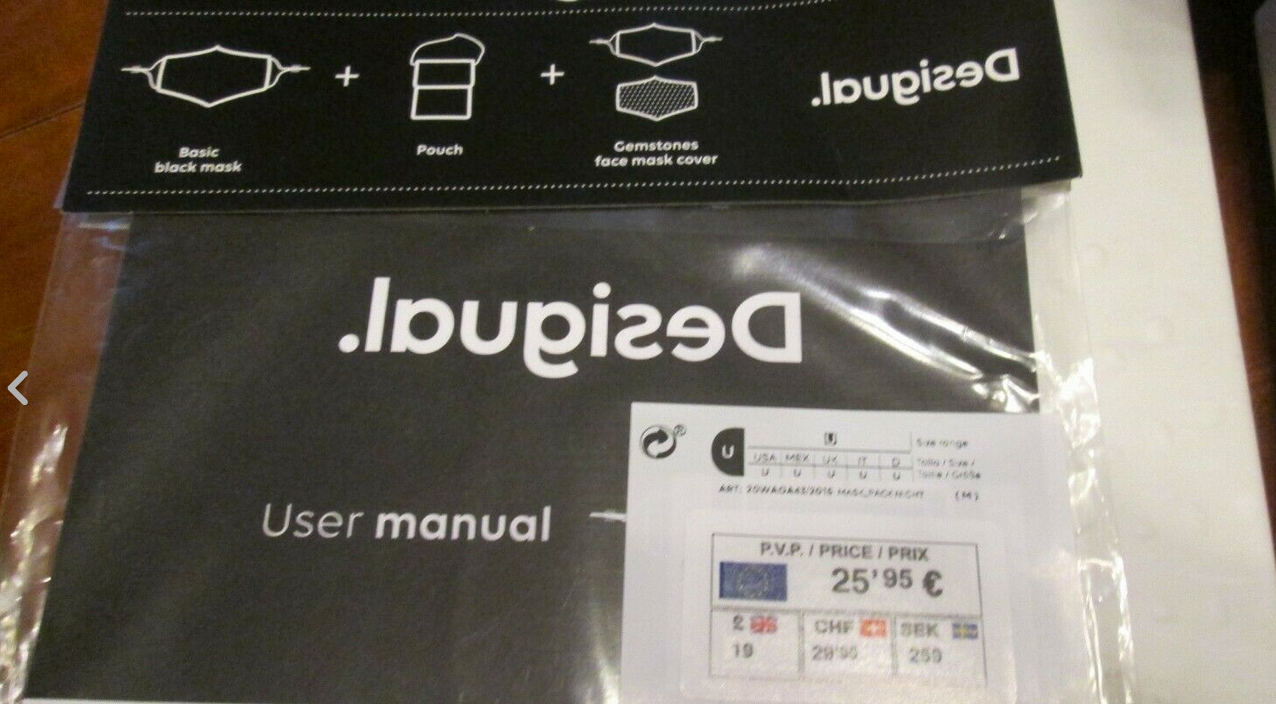 Desigual.
+
+
Basic
black mask
Pouch
Gemstones
face mask cover
Desigual.
User manual
U
U
Size range
USA MEX UK IT D
U U U U U
Talla / Size /
Taille / Größe
(M)
P.V.P. / PRICE / PRIX
25'95 €
£ CHF SEK
19 29'95 259